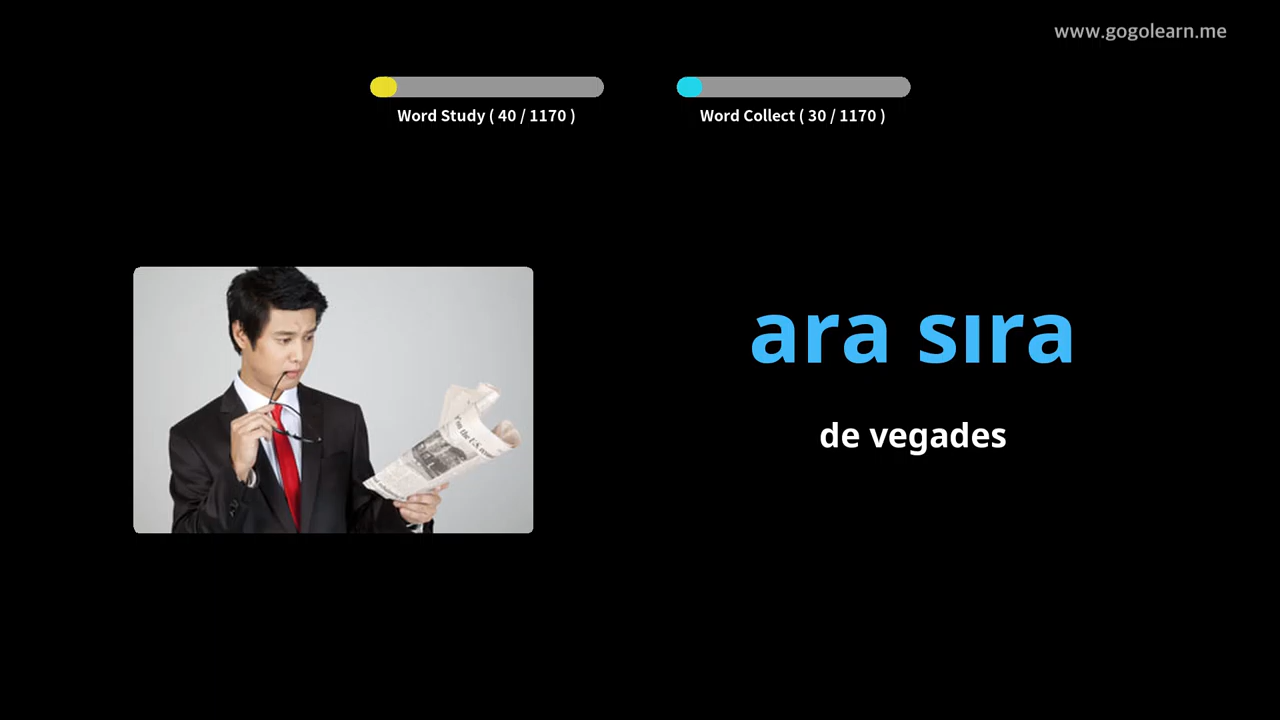 www.gogolearn.me
Word Study ( 40 / 1170 )
Word Collect ( 30 / 1170 )
ara sıra
de vegades